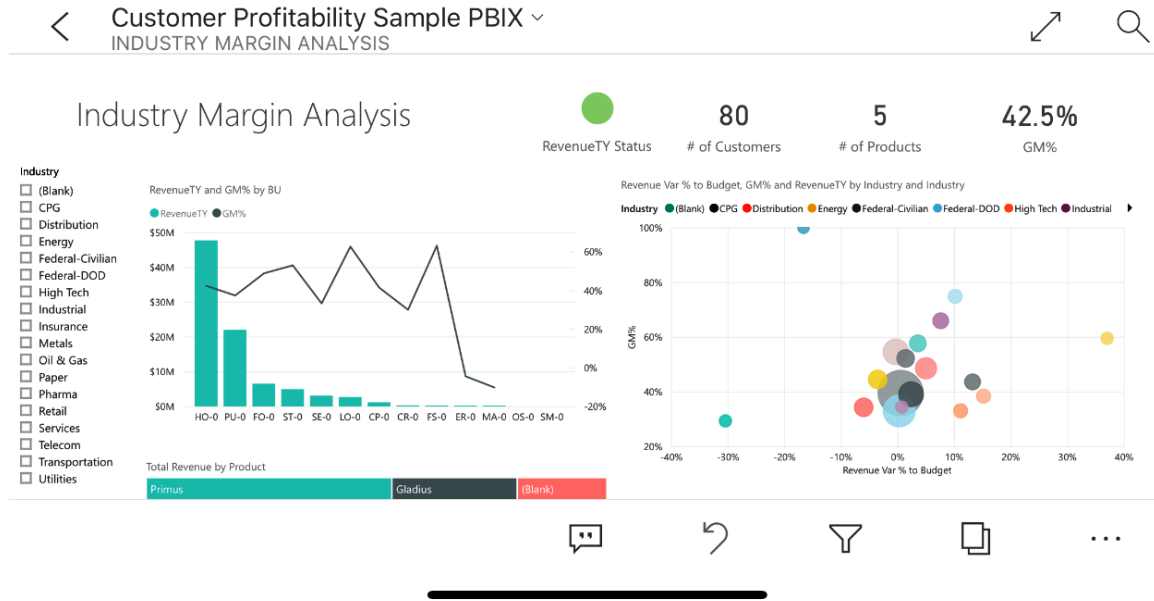 Customer Profitability Sample PBIX
INDUSTRY MARGIN ANALYSIS
Industry Margin Analysis
RevenueTY Status
80
# of Customers
5
# of Products
42.5%
GM%
Industry
(Blank)
CPG
Distribution
Energy
Federal-Civilian
Federal-DOD
High Tech
Industrial
Insurance
Metals
Oil & Gas
Paper
Pharma
Retail
Services
Telecom
Transportation
Utilities
RevenueTY and GM% by BU
RevenueTY GM%
$50M
$40M
$30M
$20M
$10M
$0M
60%
40%
20%
0%
-20%
HO-0 PU-0 FO-0 ST-0 SE-0 LO-0 CP-0 CR-0 FS-0 ER-0 MA-0 OS-0 SM-0
Total Revenue by Product
Primus Gladius (Blank)
Revenue Var % to Budget, GM% and RevenueTY by Industry and Industry
Industry (Blank) CPG Distribution Energy Federal-Civilian Federal-DOD High Tech Industrial
100%
80%
60%
40%
20%
GM%
-40% -30% -20% -10% 0% 10% 20% 30% 40%
Revenue Var % to Budget